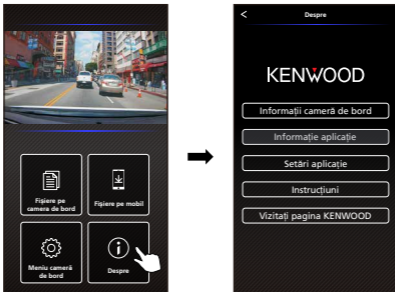 Fișiere pe
camera de bord
Fișiere pe mobil
Meniu cameră
de bord
Despre
Despre
KENWOOD
Informații cameră de bord
Informație aplicație
Setări aplicație
Instrucțiuni
Vizitați pagina KENWOOD